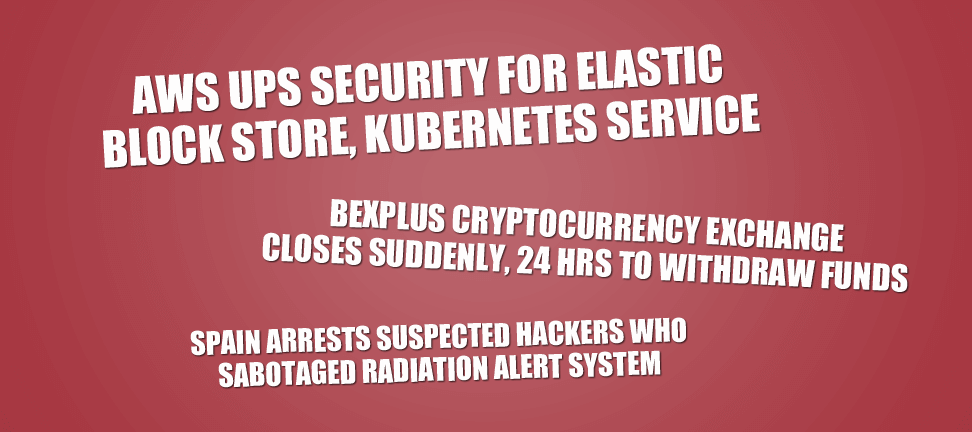 AWS UPS SECURITY FOR ELASTIC
BLOCK STORE, KUBERNETES SERVICE
BEXPLUS CRYPTOCURRENCY EXCHANGE
CLOSES SUDDENLY, 24 HRS TO WITHDRAW FUNDS
SPAIN ARRESTS SUSPECTED HACKERS WHO
SABOTAGED RADIATION ALERT SYSTEM